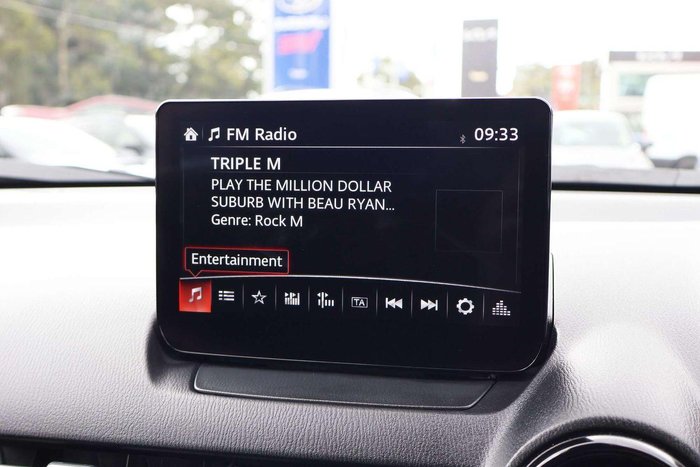 FM Radio
09:33
TRIPLE M
PLAY THE MILLION DOLLAR
SUBURB WITH BEAU RYAN...
Genre: Rock M
Entertainment
TA